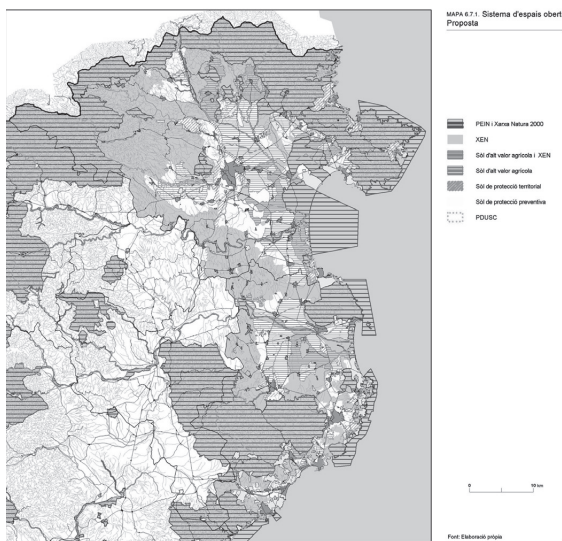 MAPA 6.7.1. Sistema d'espais obert
Proposta
PEIN i Xarxa Natura 2000
XEN
Sòl d'alt valor agrícola i XEN
Sòl d'alt valor agrícola
Sòl de protecció territorial
Sòl de protecció preventiva
PDUSC
0 10 km
Font: Elaboració pròpia